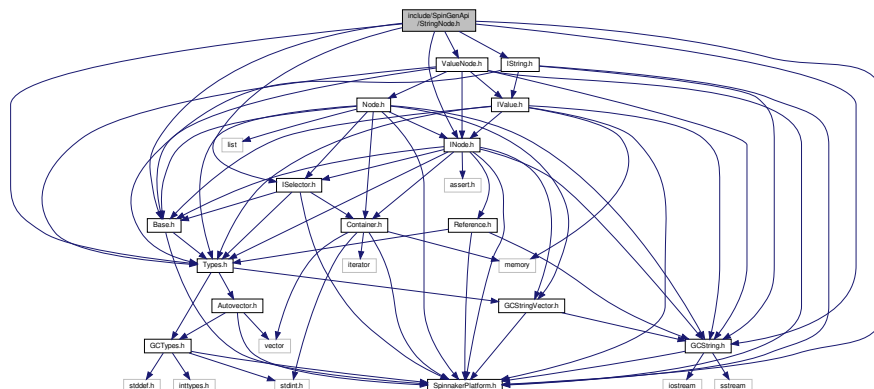 include/SpinGenApi
/StringNode.h
ValueNode.h
IString.h
Node.h
IValue.h
list
INode.h
ISelector.h
assert.h
Base.h
Container.h
Reference.h
Types.h
iterator
memory
Autovector.h
GCStringVector.h
GCTypes.h
vector
GCString.h
stddef.h
inttypes.h
stdint.h
SpinnakerPlatform.h
iostream
sstream